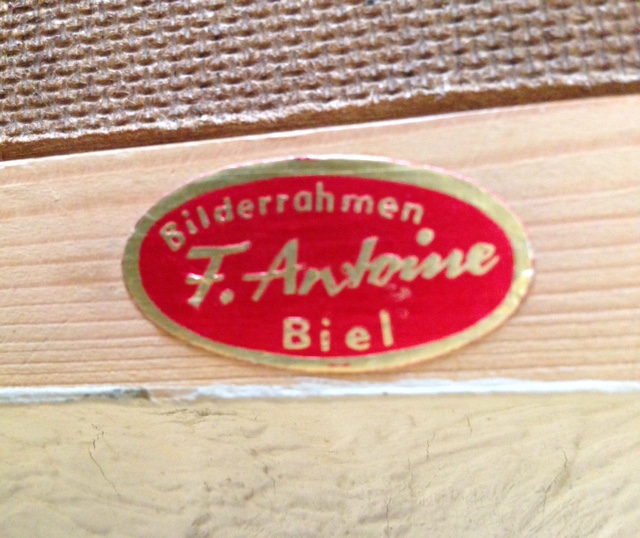 Bilderrahmen
F. Antoine
Biel